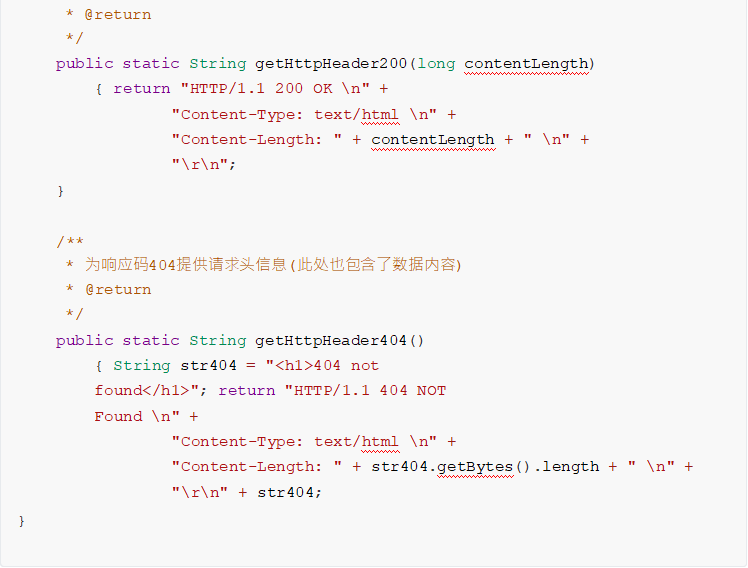 * @return
*/
public static String getHttpHeader200(long contentLength)
{ return "HTTP/1.1 200 OK \n" +
"Content-Type: text/html \n" +
"Content-Length: " + contentLength + " \n" +
"\r\n";
}
/**
* 为响应码404提供请求头信息(此处也包含了数据内容)
* @return
*/
public static String getHttpHeader404()
{ String str404 = "<h1>404 not
found</h1>"; return "HTTP/1.1 404 NOT
Found \n" +
"Content-Type: text/html \n" +
"Content-Length: " + str404.getBytes().length + " \n" +
"\r\n" + str404;
}